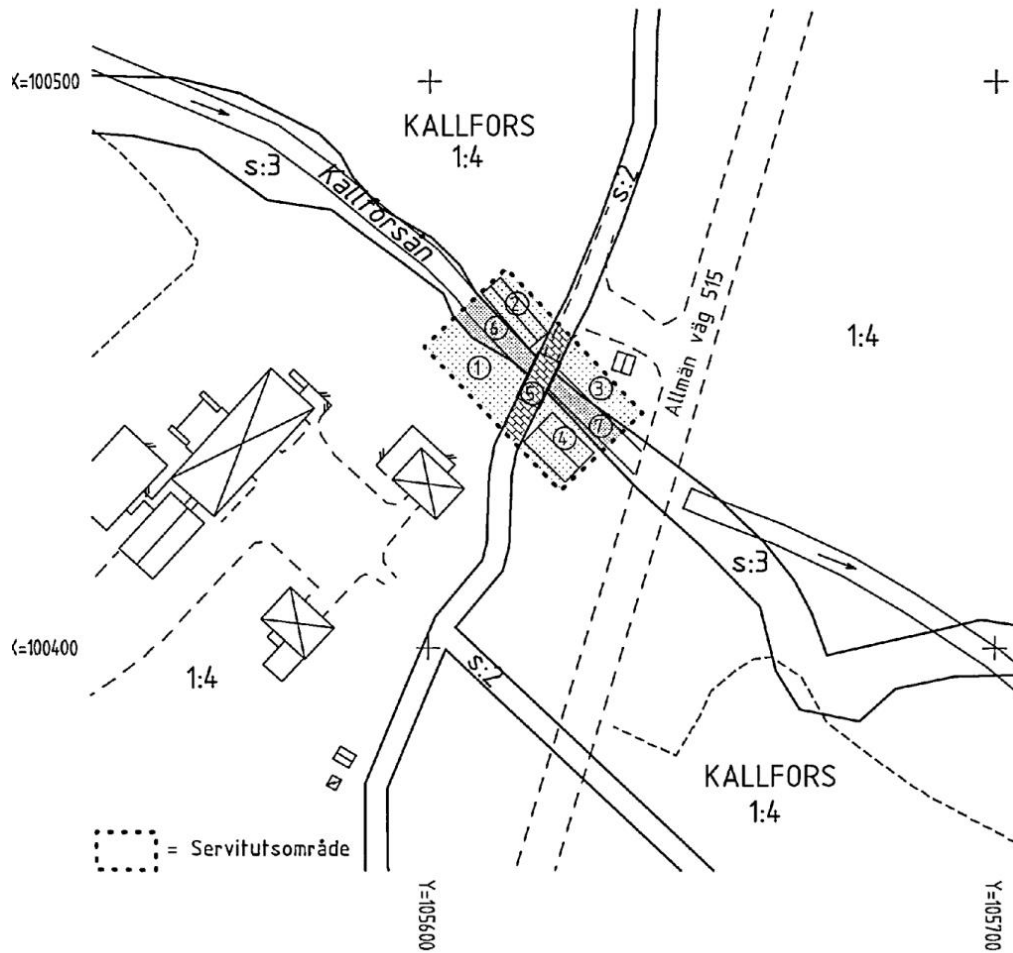 X=100500
KALLFORS
1:4
s:3
Kallforsån
s:2
Allmän väg 515
1:4
2
6
1
3
5
7
4
s:3
X=100400
1:4
s:2
KALLFORS
1:4
= Servitutsområde
Y=105600
Y=105700